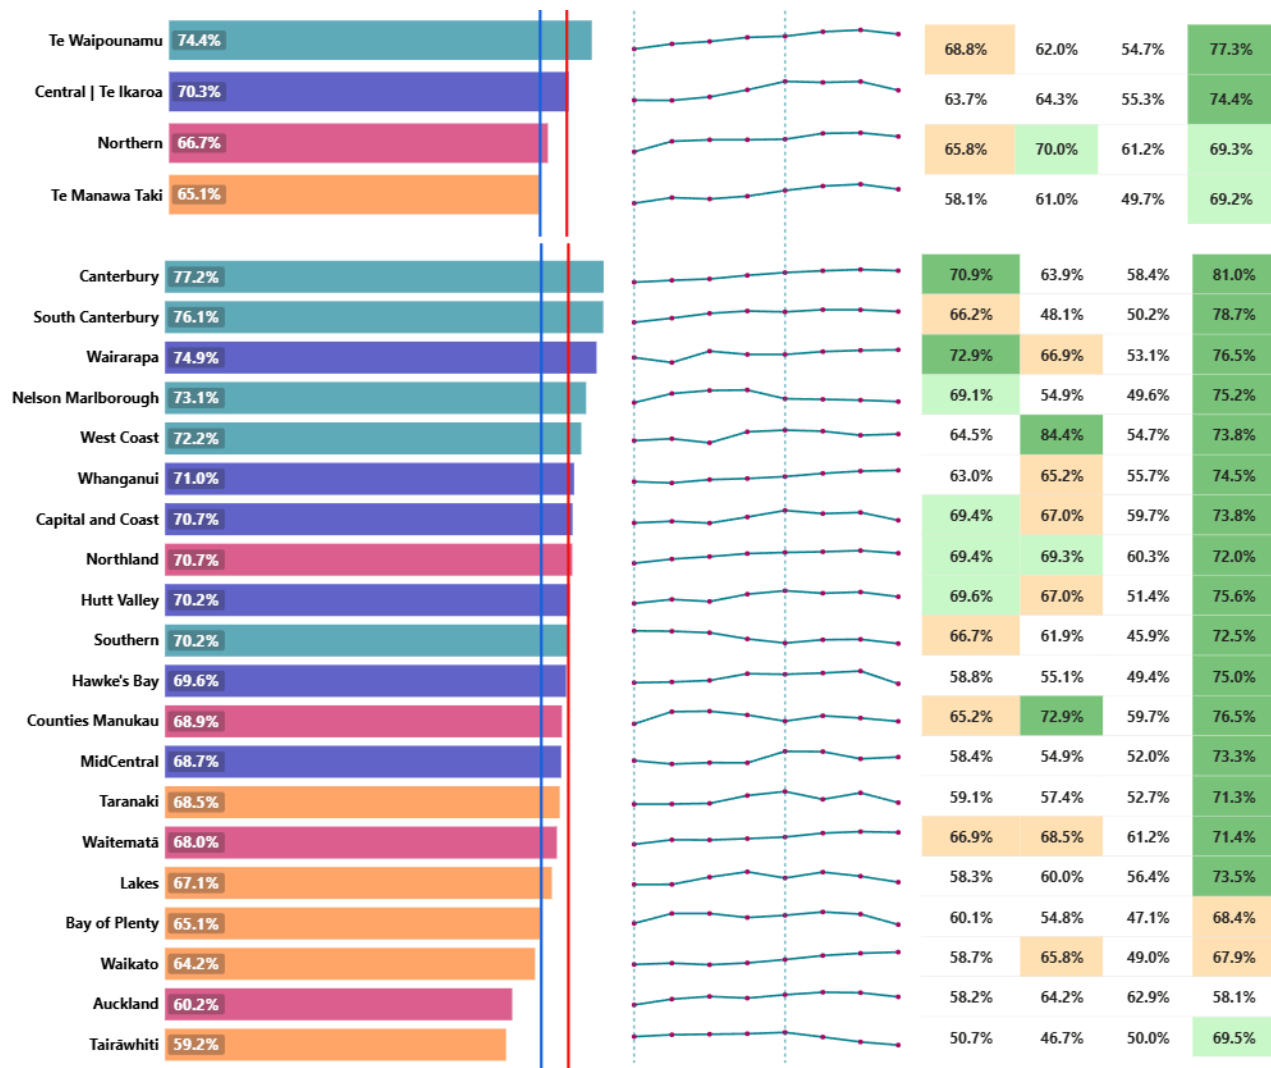 Te Waipounamu 74.4% 68.8% 62.0% 54.7% 77.3%
Central | Te Ikaroa 70.3% 63.7% 64.3% 55.3% 74.4%
Northern 66.7% 65.8% 70.0% 61.2% 69.3%
Te Manawa Taki 65.1% 58.1% 61.0% 49.7% 69.2%
Canterbury 77.2% 70.9% 63.9% 58.4% 81.0%
South Canterbury 76.1% 66.2% 48.1% 50.2% 78.7%
Wairarapa 74.9% 72.9% 66.9% 53.1% 76.5%
Nelson Marlborough 73.1% 69.1% 54.9% 49.6% 75.2%
West Coast 72.2% 64.5% 84.4% 54.7% 73.8%
Whanganui 71.0% 63.0% 65.2% 55.7% 74.5%
Capital and Coast 70.7% 69.4% 67.0% 59.7% 73.8%
Northland 70.7% 69.4% 69.3% 60.3% 72.0%
Hutt Valley 70.2% 69.6% 67.0% 51.4% 75.6%
Southern 70.2% 66.7% 61.9% 45.9% 72.5%
Hawke's Bay 69.6% 58.8% 55.1% 49.4% 75.0%
Counties Manukau 68.9% 65.2% 72.9% 59.7% 76.5%
MidCentral 68.7% 58.4% 54.9% 52.0% 73.3%
Taranaki 68.5% 59.1% 57.4% 52.7% 71.3%
Waitematā 68.0% 66.9% 68.5% 61.2% 71.4%
Lakes 67.1% 58.3% 60.0% 56.4% 73.5%
Bay of Plenty 65.1% 60.1% 54.8% 47.1% 68.4%
Waikato 64.2% 58.7% 65.8% 49.0% 67.9%
Auckland 60.2% 58.2% 64.2% 62.9% 58.1%
Tairāwhiti 59.2% 50.7% 46.7% 50.0% 69.5%